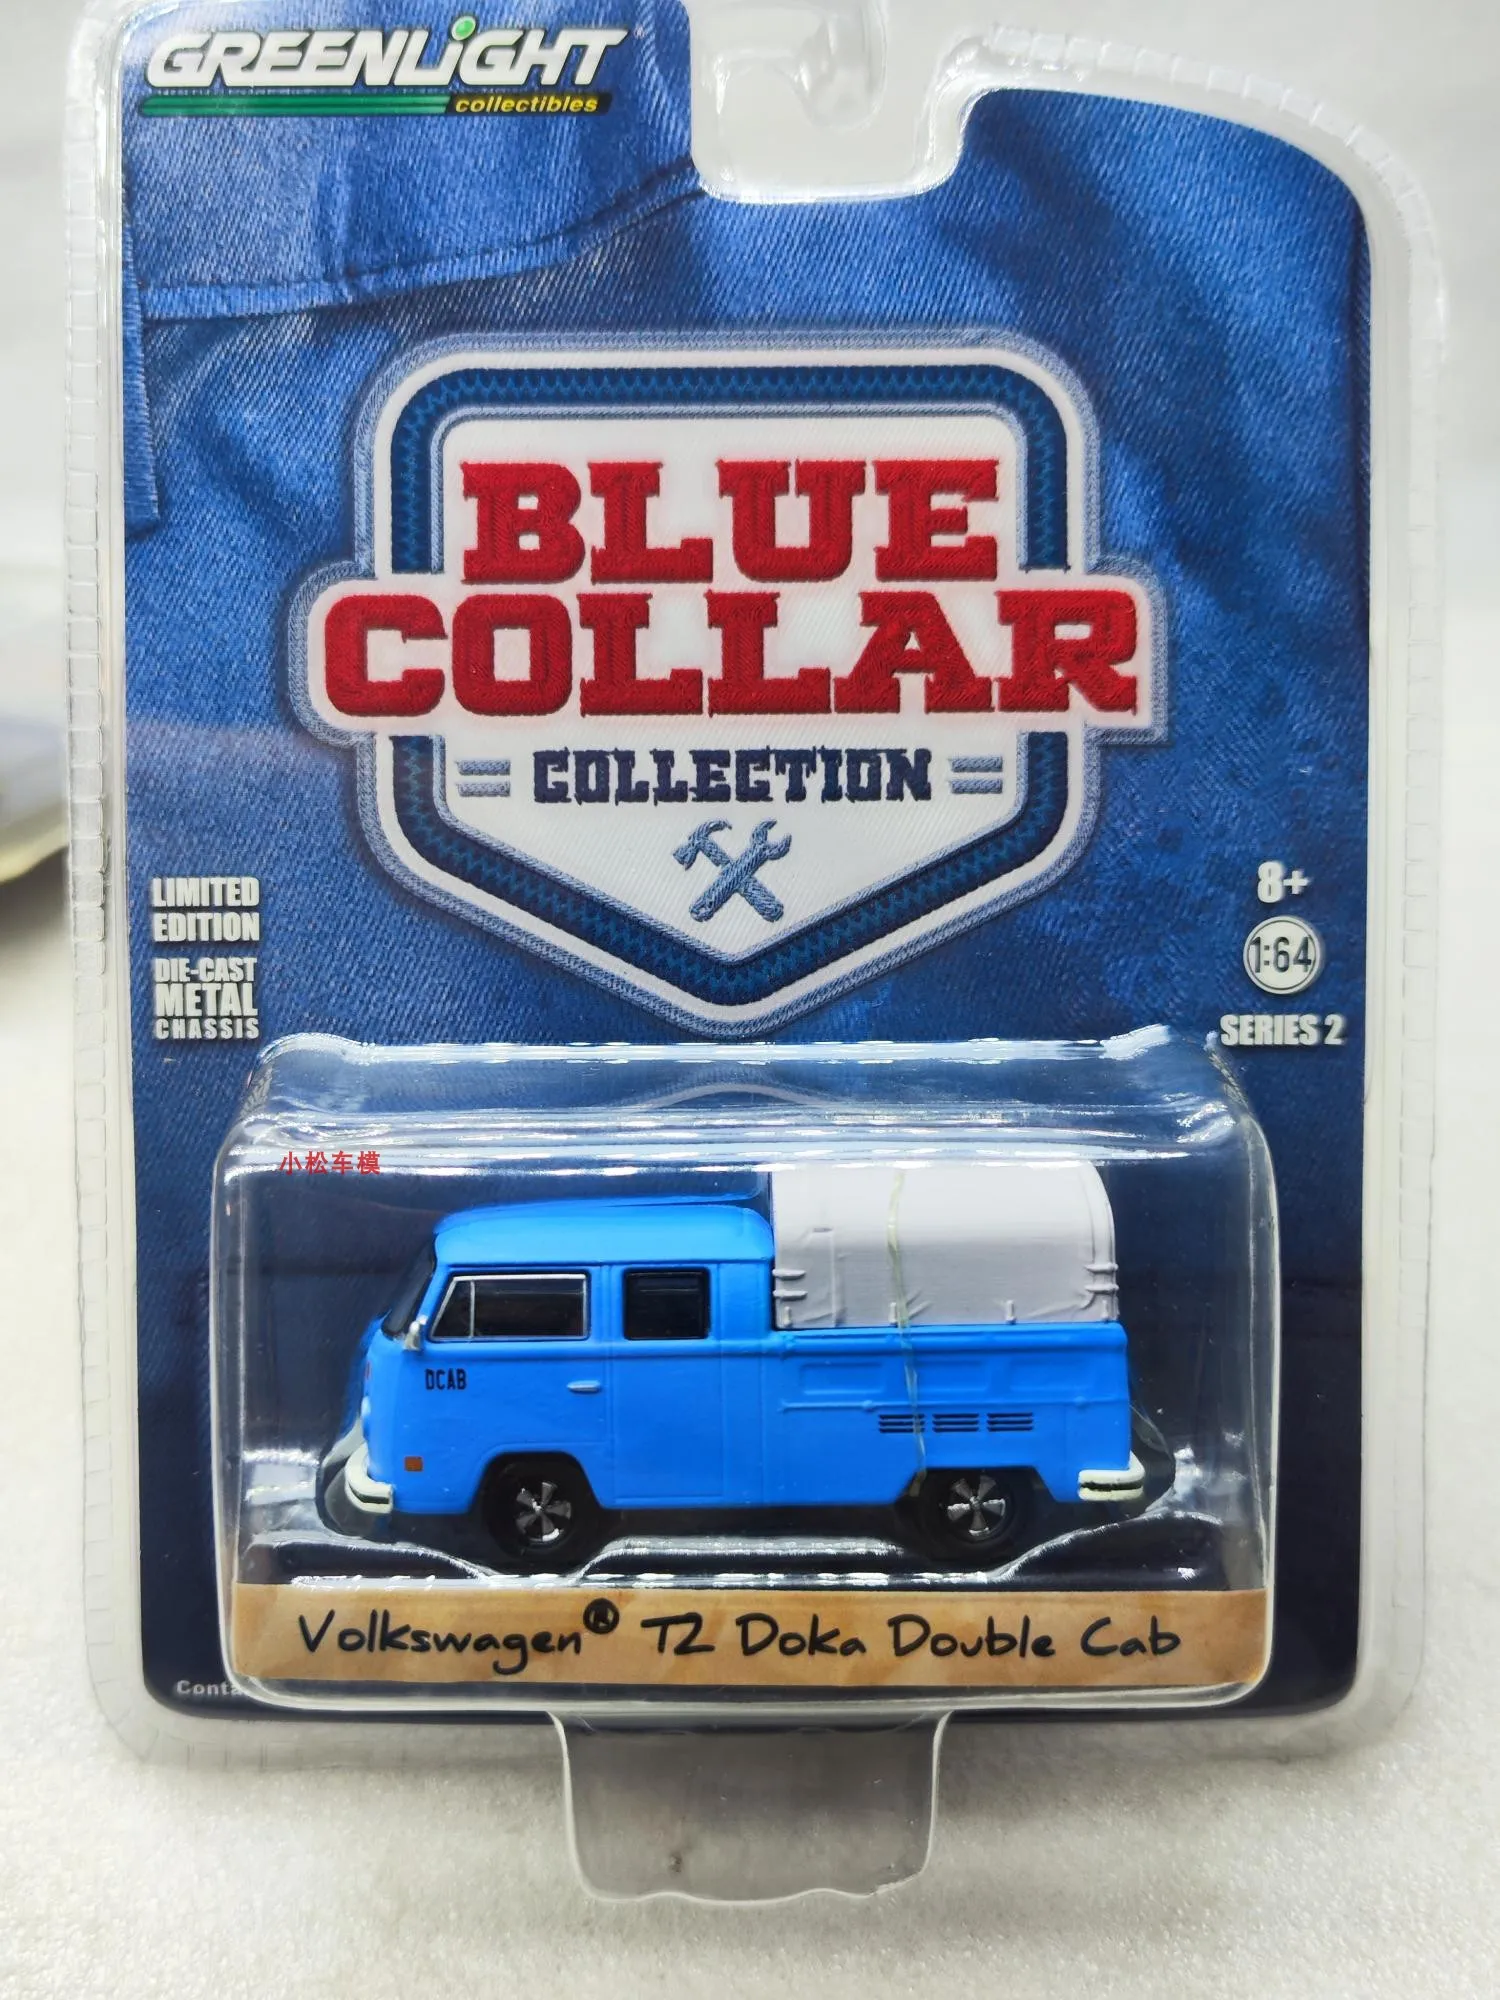 GREENLiGHT
collectibles
BLUE
COLLAR
COLLECTION
LIMITED
EDITION
DIE-CAST
METAL
CHASSIS
8+
1:64
SERIES 2
小松车模
DCAB
Volkswagen® T2 Doka Double Cab